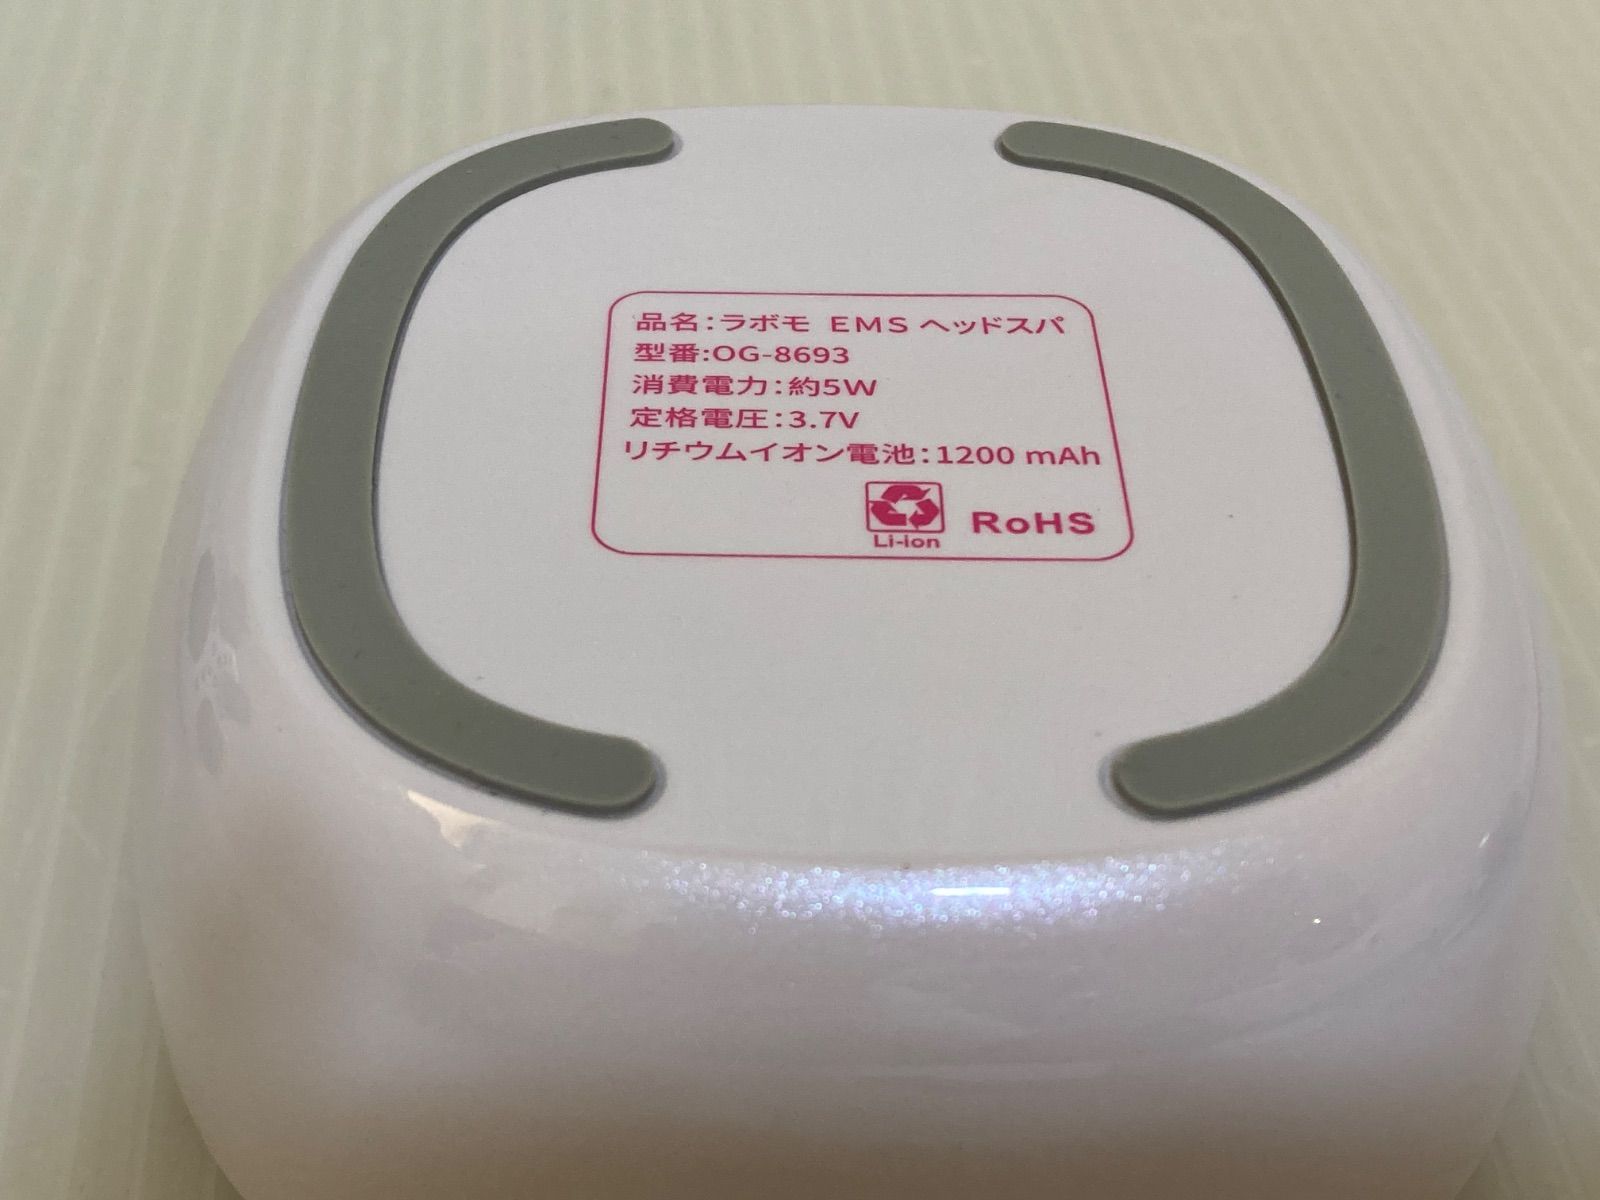 品名：ラボモ EMS ヘッドスパ
型番:OG-8693
消費電力：約5W
定格電圧：3.7V
リチウムイオン電池：1200 mAh
Li-ion
RoHS